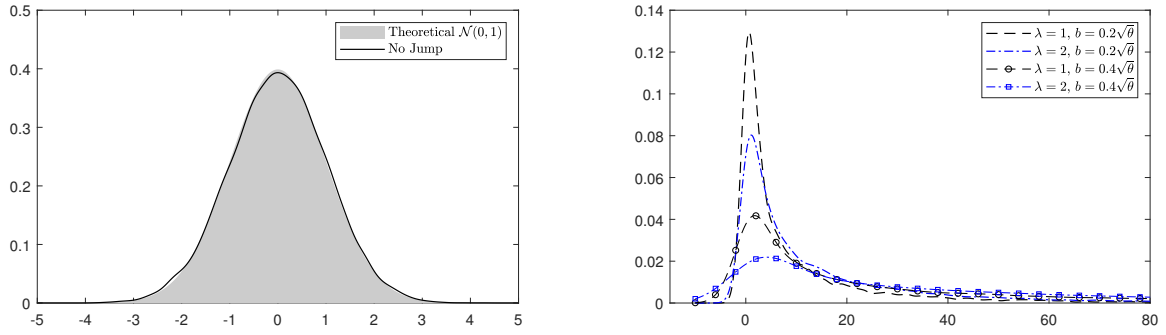 0.5
0.4
0.3
0.2
0.1
0
-5 -4 -3 -2 -1 0 1 2 3 4 5
Theoretical 𝒩(0, 1)
No Jump
0.14
0.12
0.1
0.08
0.06
0.04
0.02
0
0 20 40 60 80
λ = 1, b = 0.2√θ
λ = 2, b = 0.2√θ
λ = 1, b = 0.4√θ
λ = 2, b = 0.4√θ